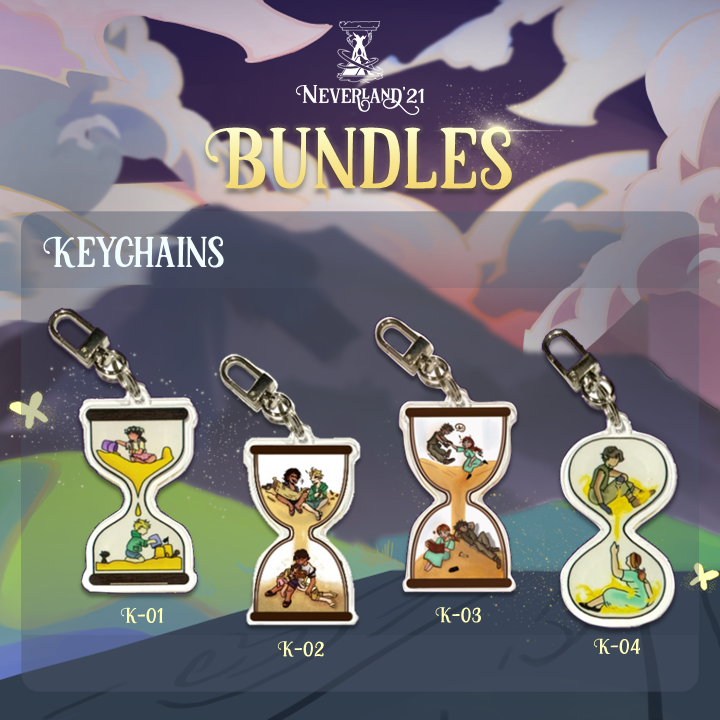 NEVERLAND'21
BUNDLES
KEYCHAINS
K-01
K-02
K-03
K-04